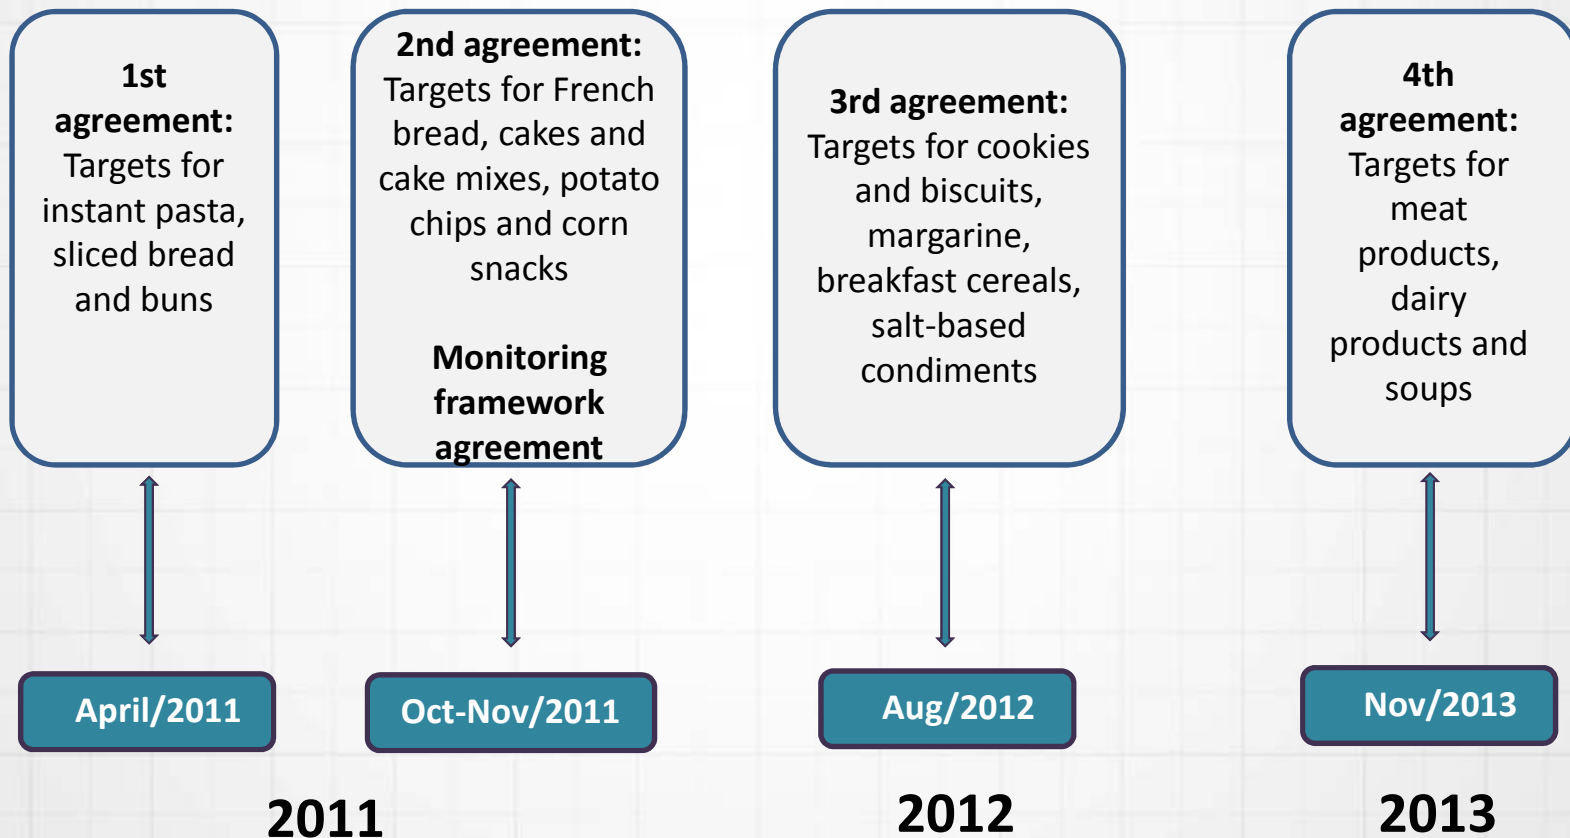 1st
agreement:
Targets for
instant pasta,
sliced bread
and buns
2nd agreement:
Targets for French
bread, cakes and
cake mixes, potato
chips and corn
snacks
Monitoring
framework
agreement
3rd agreement:
Targets for cookies
and biscuits,
margarine,
breakfast cereals,
salt-based
condiments
4th
agreement:
Targets for
meat
products,
dairy
products and
soups
April/2011
Oct-Nov/2011
Aug/2012
Nov/2013
2011
2012
2013